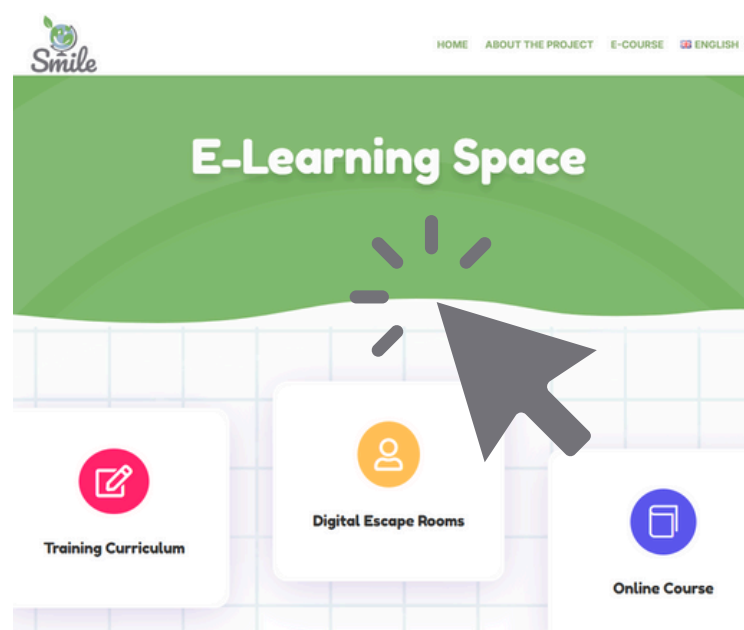 Smile
HOME ABOUT THE PROJECT E-COURSE ENGLISH
E-Learning Space
Training Curriculum
Digital Escape Rooms
Online Course